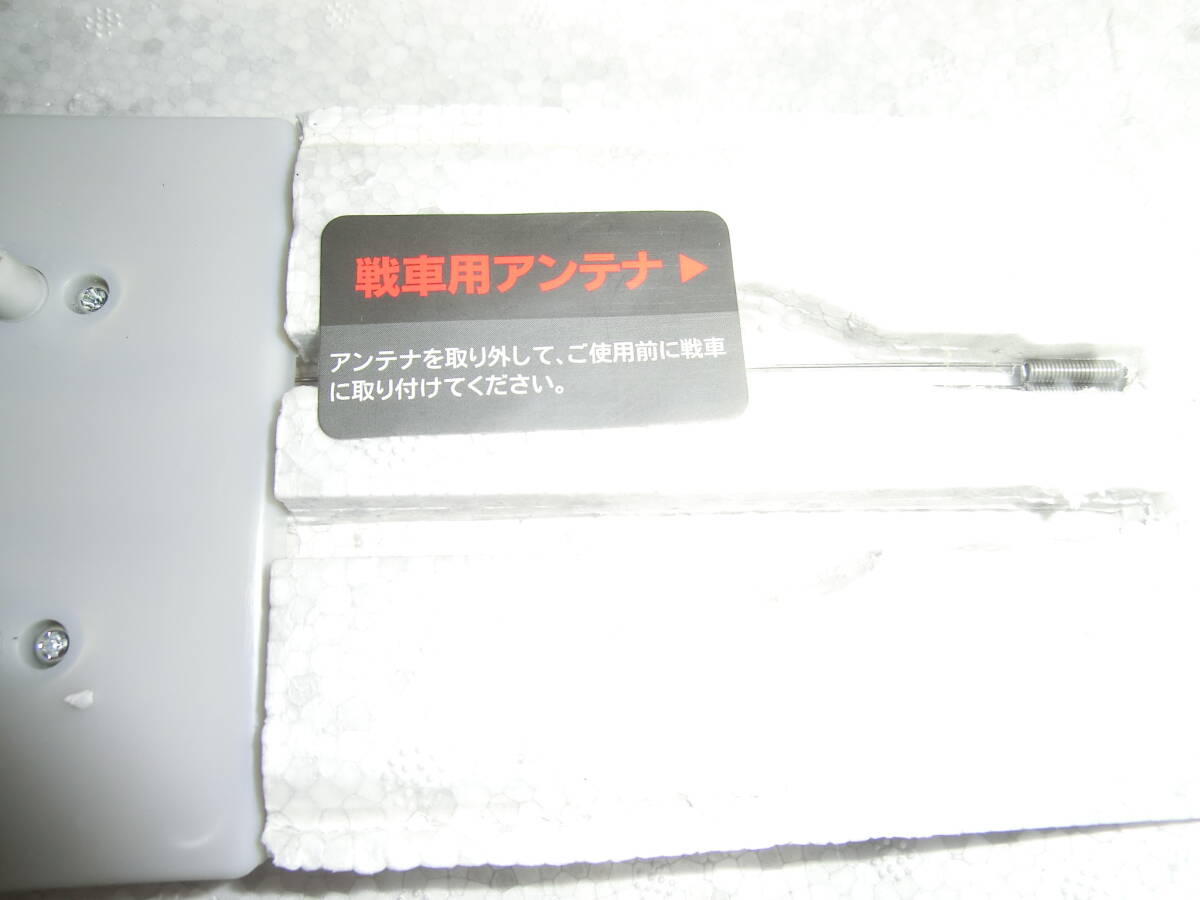 戦車用アンテナ ▶
アンテナを取り外して、ご使用前に戦車
に取り付けてください。